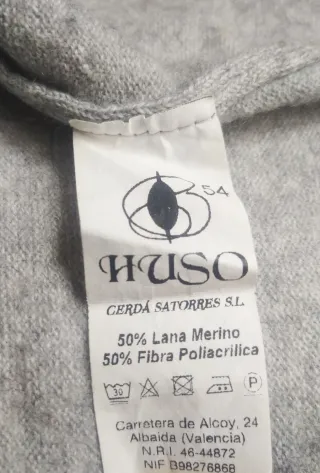 54
HUSO
CERDÁ SATORRES S.L.
50% Lana Merino
50% Fibra Poliacrilica
30 P
Carretera de Alcoy, 24
Albaida (Valencia)
N.R.I. 46-44872
NIF B98276868